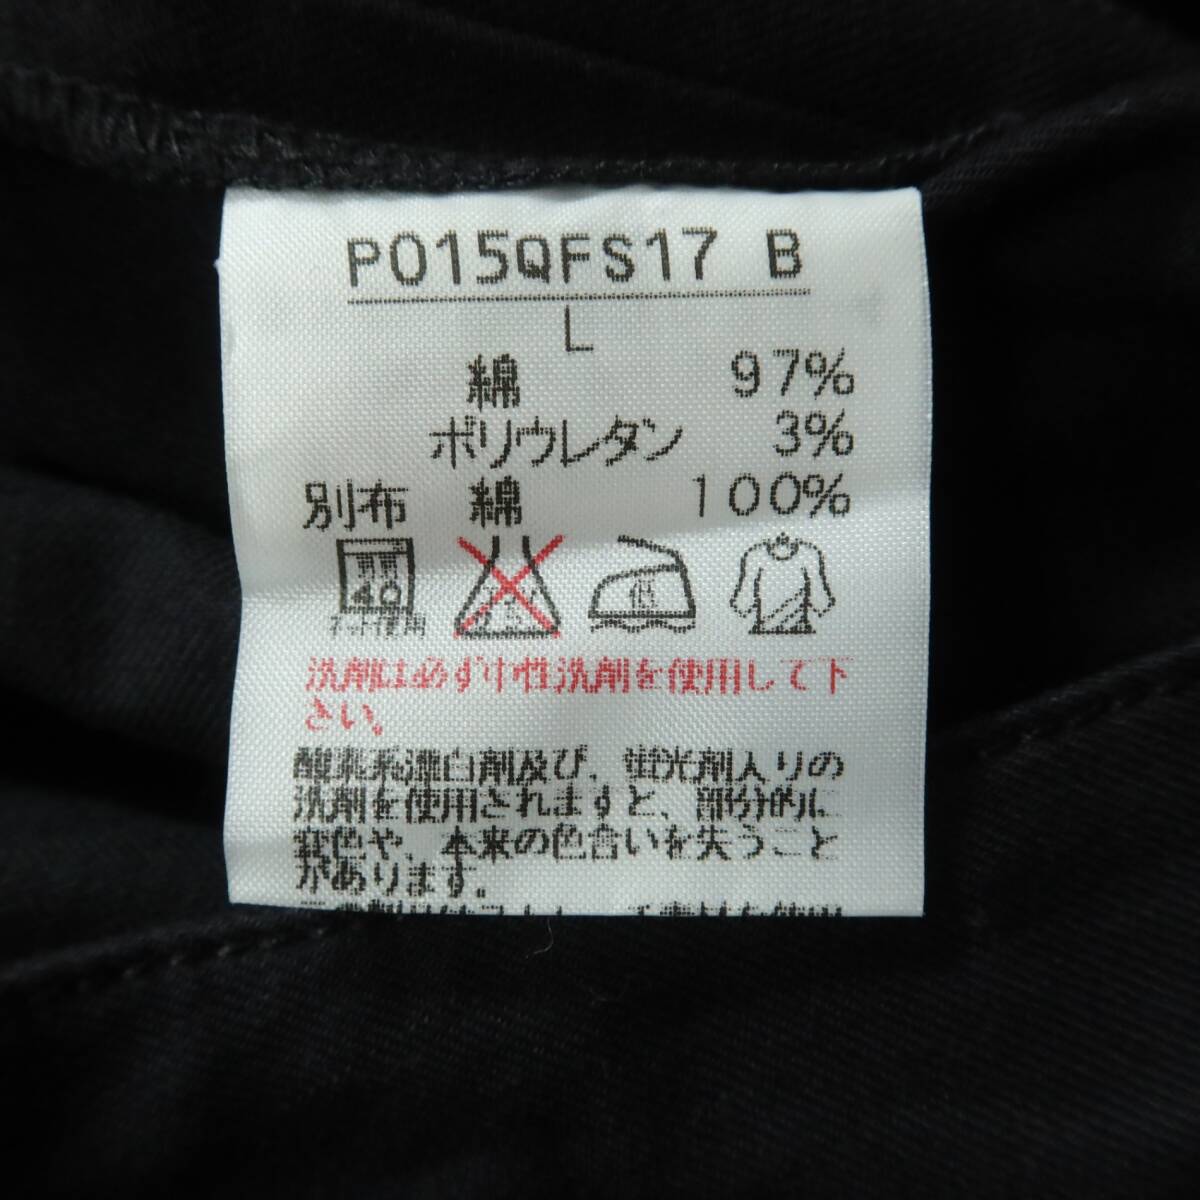 P015QFS17 B
L
綿 97%
ポリウレタン 3%
別布 綿 100%
40
ネット使用
洗剤は必ず中性洗剤を使用して下
さい。
酸素系漂白剤及び、蛍光剤入りの
洗剤を使用されますと、部分的に
変色や、本来の色合いを失うこと
があります。